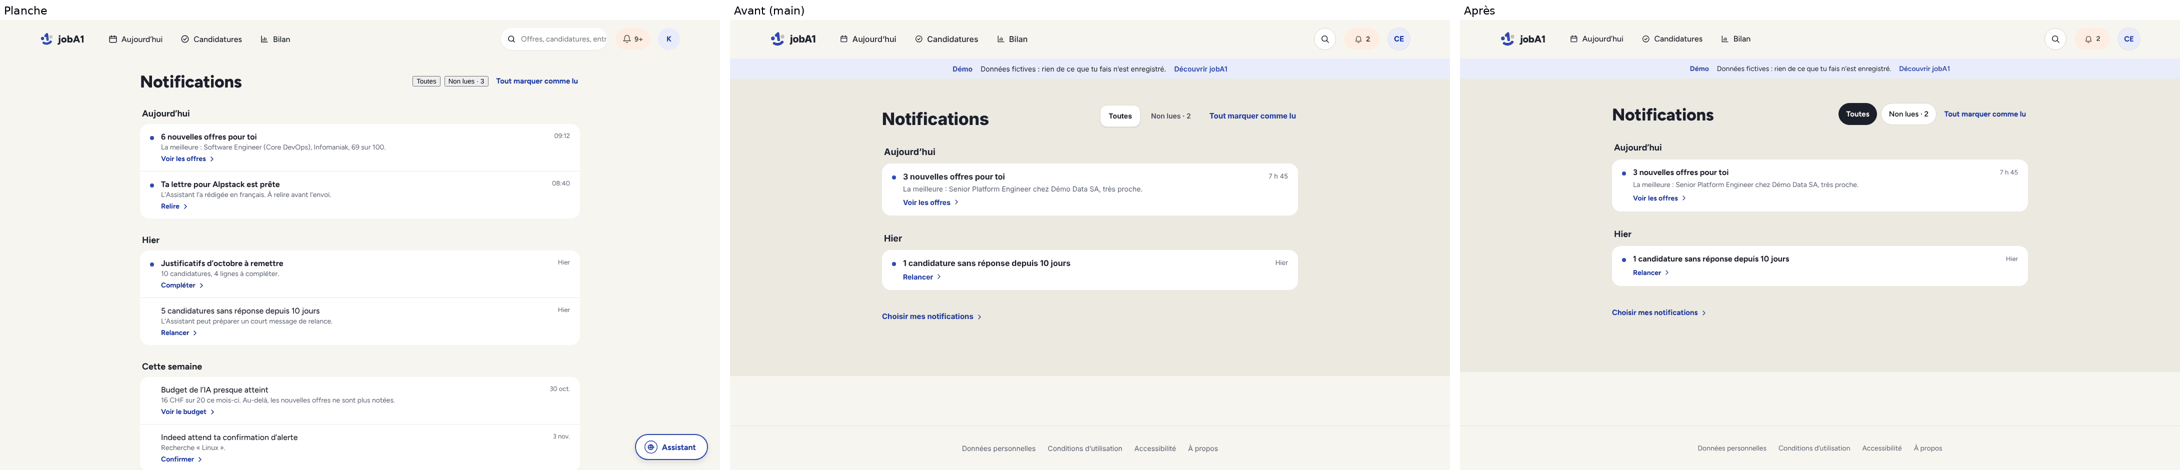 Planche
jobA1 Aujourd'hui Candidatures Bilan Offres, candidatures, entr 9+ K
Notifications Toutes Non lues · 3 Tout marquer comme lu
Aujourd'hui
6 nouvelles offres pour toi 09:12
La meilleure : Software Engineer (Core DevOps), Infomaniak, 69 sur 100.
Voir les offres
Ta lettre pour Alpstack est prête 08:40
L'Assistant l'a rédigée en français. À relire avant l'envoi.
Relire
Hier
Justificatifs d'octobre à remettre Hier
10 candidatures, 4 lignes à compléter.
Compléter
5 candidatures sans réponse depuis 10 jours Hier
L'Assistant peut préparer un court message de relance.
Relancer
Cette semaine
Budget de l'IA presque atteint 30 oct.
16 CHF sur 20 ce mois-ci. Au-delà, les nouvelles offres ne sont plus notées.
Voir le budget
Indeed attend ta confirmation d'alerte 3 nov.
Recherche « Linux ».
Confirmer
Assistant
Avant (main)
jobA1 Aujourd'hui Candidatures Bilan 2 CE
Démo Données fictives : rien de ce que tu fais n'est enregistré. Découvrir jobA1
Notifications Toutes Non lues · 2 Tout marquer comme lu
Aujourd'hui
3 nouvelles offres pour toi 7 h 45
La meilleure : Senior Platform Engineer chez Démo Data SA, très proche.
Voir les offres
Hier
1 candidature sans réponse depuis 10 jours Hier
Relancer
Choisir mes notifications
Données personnelles Conditions d'utilisation Accessibilité À propos
Après
jobA1 Aujourd'hui Candidatures Bilan 2 CE
Démo Données fictives : rien de ce que tu fais n'est enregistré. Découvrir jobA1
Notifications Toutes Non lues · 2 Tout marquer comme lu
Aujourd'hui
3 nouvelles offres pour toi 7 h 45
La meilleure : Senior Platform Engineer chez Démo Data SA, très proche.
Voir les offres
Hier
1 candidature sans réponse depuis 10 jours Hier
Relancer
Choisir mes notifications
Données personnelles Conditions d'utilisation Accessibilité À propos